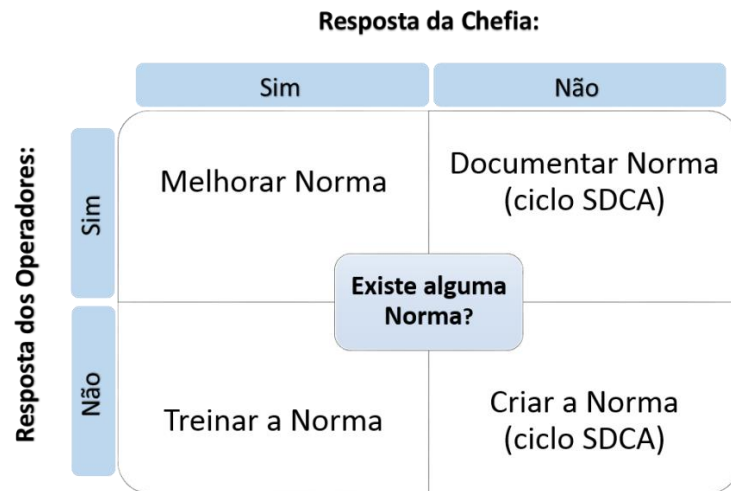 Resposta da Chefia:
Sim
Não
Resposta dos Operadores:
Sim
Melhorar Norma
Documentar Norma
(ciclo SDCA)
Existe alguma
Norma?
Não
Treinar a Norma
Criar a Norma
(ciclo SDCA)